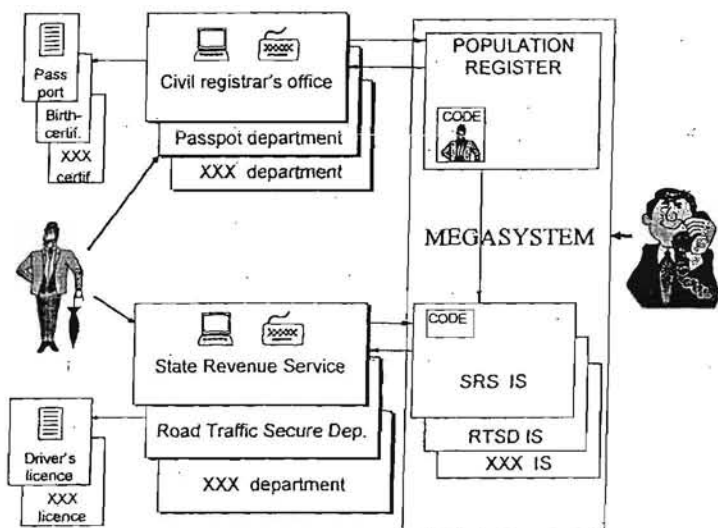 Pass
port
Birth-
certif.
XXX
certif.
Civil registrar's office
Passpot department
XXX department
POPULATION
REGISTER
CODE
MEGASYSTEM
State Revenue Service
Road Traffic Secure Dep.
XXX department
CODE
SRS IS
RTSD IS
XXX IS
Driver's
licence
XXX
licence